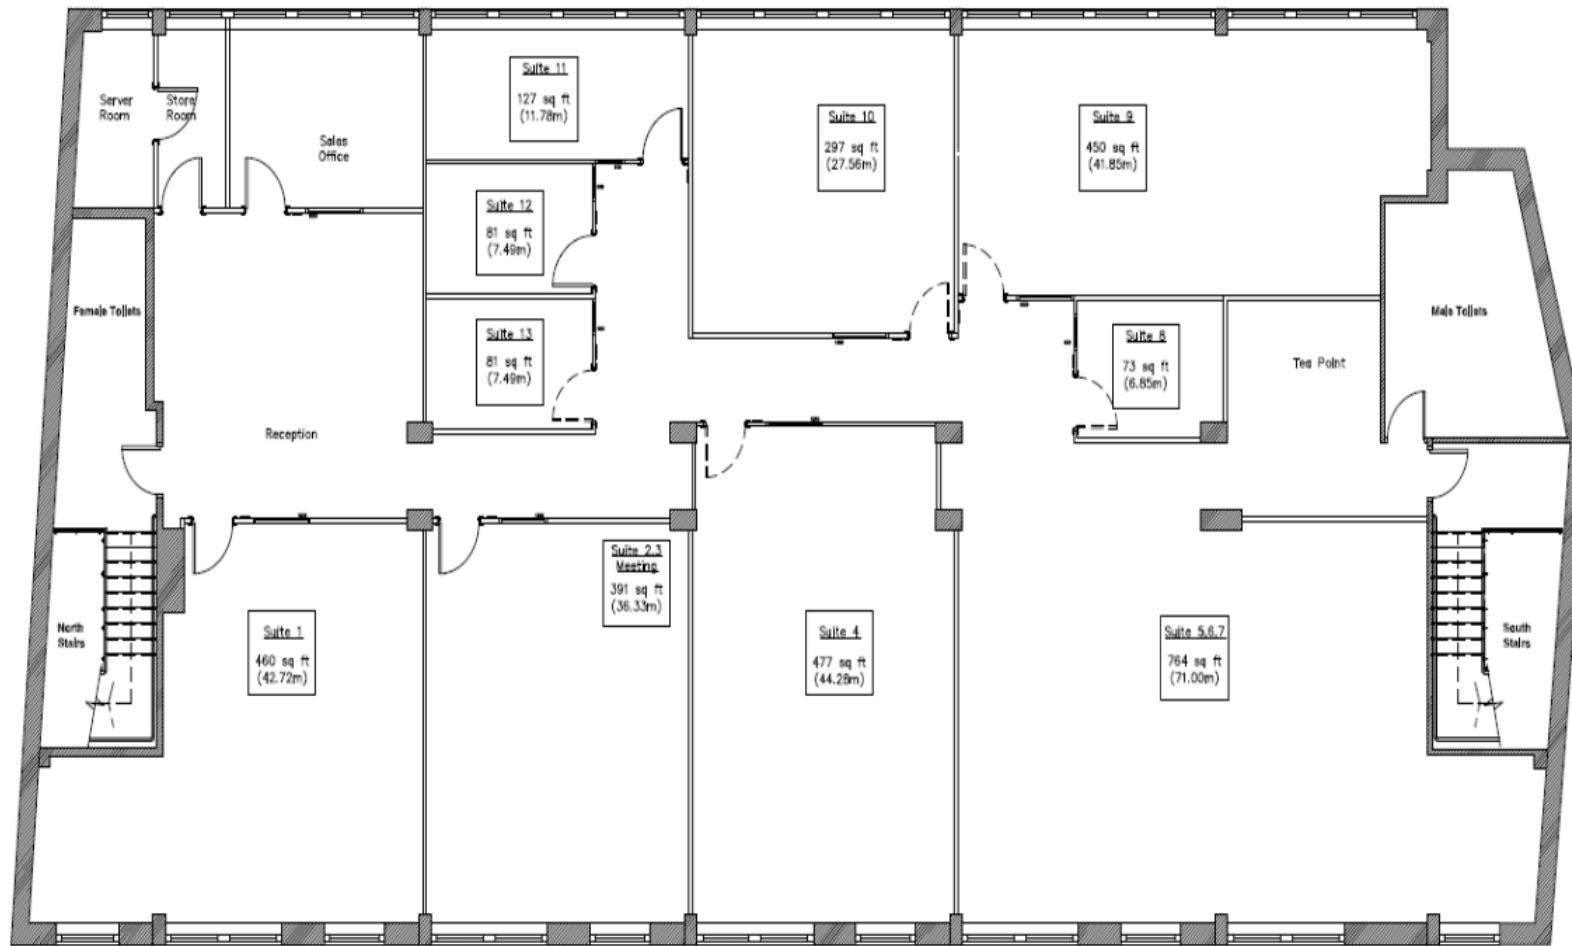 Server
Room
Store
Room
Sales
Office
Suite 11
127 sq ft
(11.78m)
Suite 10
297 sq ft
(27.56m)
Suite 9
450 sq ft
(41.85m)
Suite 12
81 sq ft
(7.49m)
Suite 13
81 sq ft
(7.49m)
Suite 8
73 sq ft
(6.85m)
Tea Point
Male Toilets
Female Toilets
Reception
Suite 2,3
Meeting
391 sq ft
(36.33m)
Suite 1
460 sq ft
(42.72m)
Suite 4
477 sq ft
(44.28m)
Suite 5,6,7
764 sq ft
(71.00m)
North
Stairs
South
Stairs